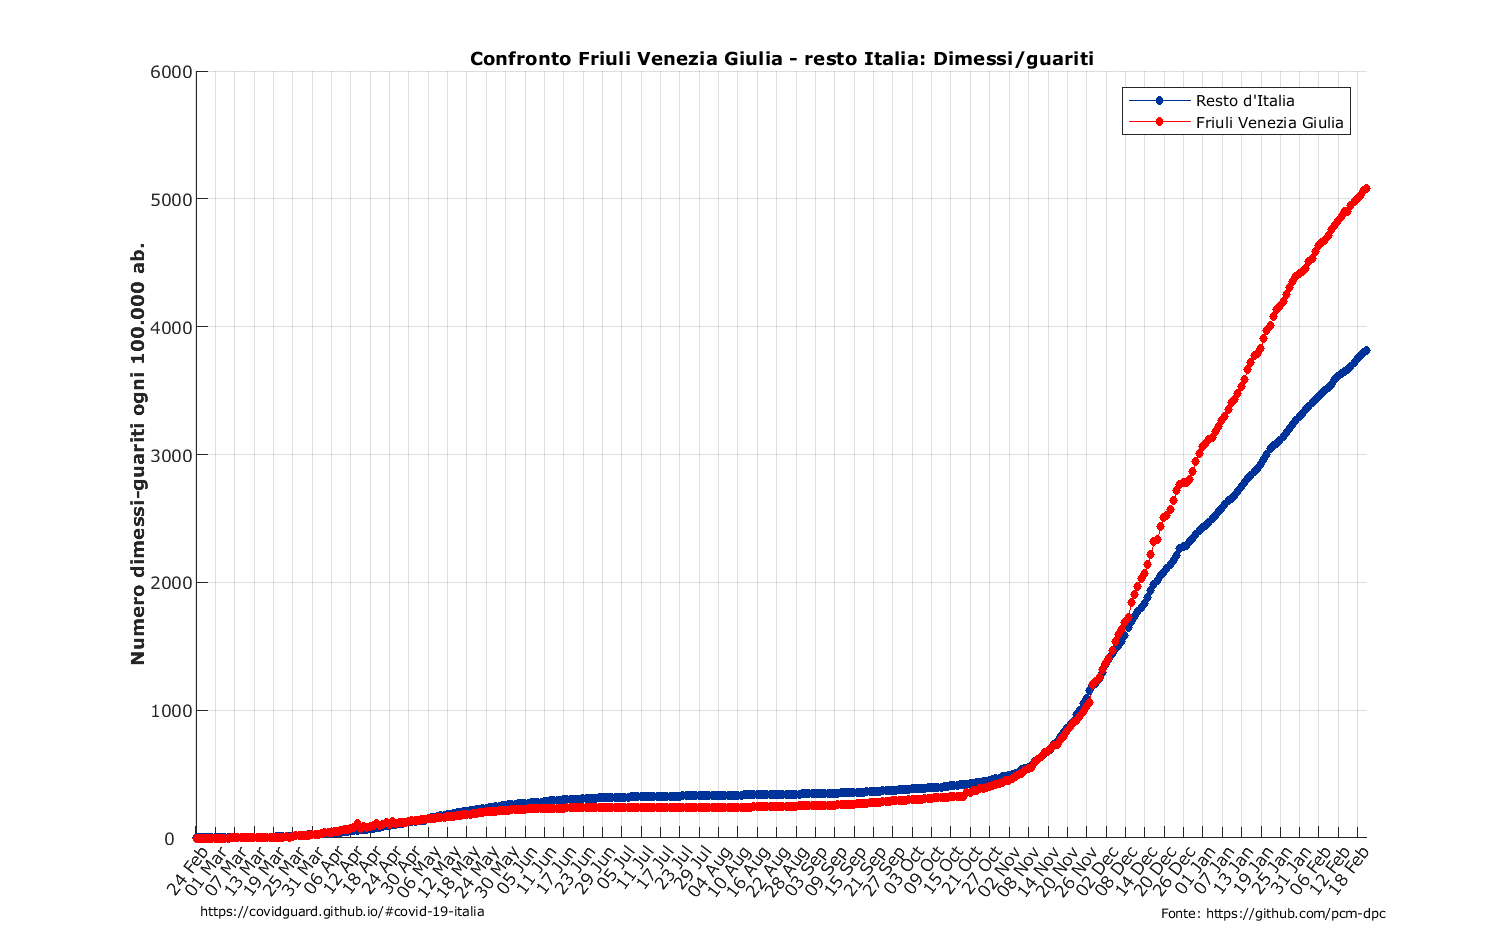 Confronto Friuli Venezia Giulia - resto Italia: Dimessi/guariti
Resto d'Italia
Friuli Venezia Giulia
Numero dimessi-guariti ogni 100.000 ab.
6000
5000
4000
3000
2000
1000
0
24 Feb
01 Mar
07 Mar
13 Mar
19 Mar
25 Mar
31 Mar
06 Apr
12 Apr
18 Apr
24 Apr
30 Apr
06 May
12 May
18 May
24 May
30 May
05 Jun
11 Jun
17 Jun
23 Jun
29 Jun
05 Jul
11 Jul
17 Jul
23 Jul
29 Jul
04 Aug
10 Aug
16 Aug
22 Aug
28 Aug
03 Sep
09 Sep
15 Sep
21 Sep
27 Sep
03 Oct
09 Oct
15 Oct
21 Oct
27 Oct
02 Nov
08 Nov
14 Nov
20 Nov
26 Nov
02 Dec
08 Dec
14 Dec
20 Dec
26 Dec
01 Jan
07 Jan
13 Jan
19 Jan
25 Jan
31 Jan
06 Feb
12 Feb
18 Feb
https://covidguard.github.io/#covid-19-italia
Fonte: https://github.com/pcm-dpc